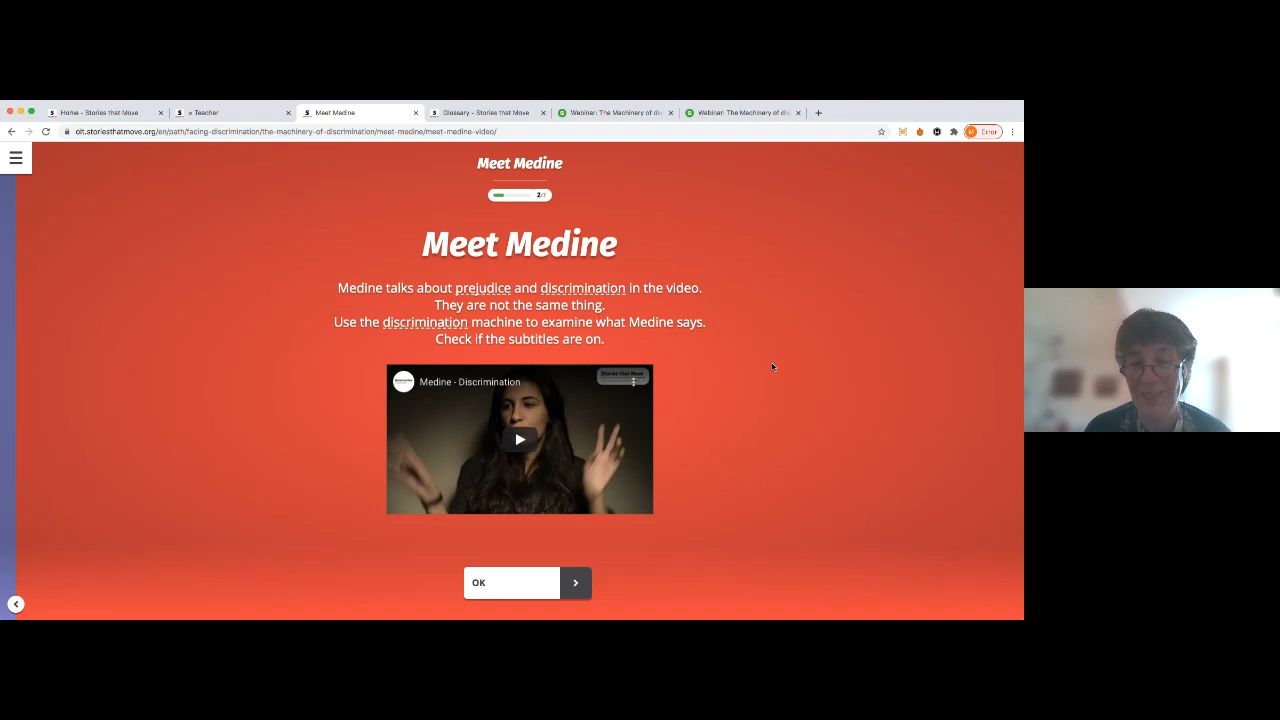 Home - Stories that Move
» Teacher
Meet Medine
Glossary - Stories that Move
Webinar: The Machinery of dis
Webinar: The Machinery of dis
olt.storiesthatmove.org/en/path/facing-discrimination/the-machinery-of-discrimination/meet-medine/meet-medine-video/
Error
Meet Medine
2/7
Meet Medine
Medine talks about prejudice and discrimination in the video.
They are not the same thing.
Use the discrimination machine to examine what Medine says.
Check if the subtitles are on.
Medine - Discrimination
Stories that Move
OK